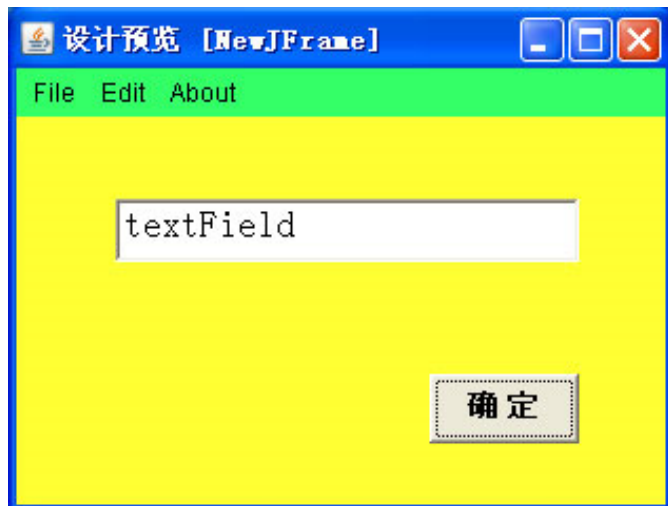 设计预览 [NewJFrame]
File Edit About
textField
确定